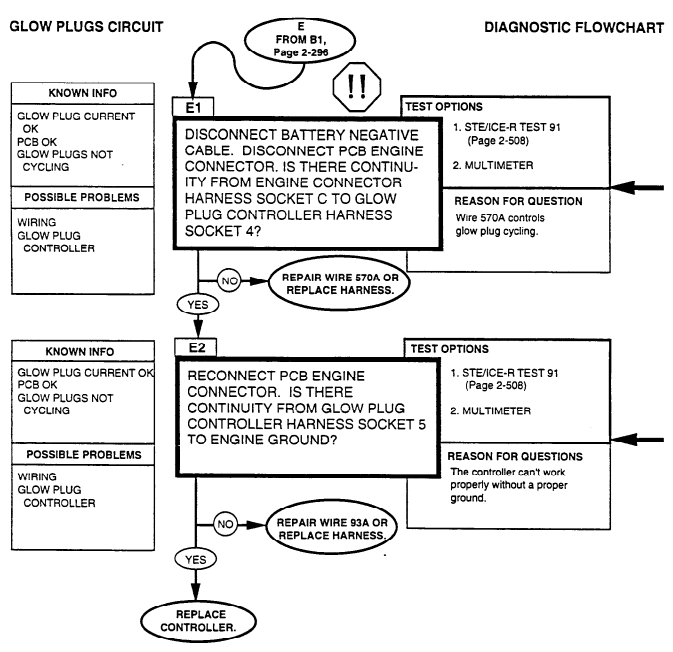 GLOW PLUGS CIRCUIT
DIAGNOSTIC FLOWCHART
E
FROM B1,
Page 2-296
!!
KNOWN INFO
GLOW PLUG CURRENT
OK
PCB OK
GLOW PLUGS NOT
CYCLING
POSSIBLE PROBLEMS
WIRING
GLOW PLUG
CONTROLLER
E1
DISCONNECT BATTERY NEGATIVE
CABLE. DISCONNECT PCB ENGINE
CONNECTOR. IS THERE CONTINU-
ITY FROM ENGINE CONNECTOR
HARNESS SOCKET C TO GLOW
PLUG CONTROLLER HARNESS
SOCKET 4?
TEST OPTIONS
1. STE/ICE-R TEST 91
(Page 2-508)
2. MULTIMETER
REASON FOR QUESTION
Wire 570A controls
glow plug cycling.
NO
REPAIR WIRE 570A OR
REPLACE HARNESS.
YES
KNOWN INFO
GLOW PLUG CURRENT OK
PCB OK
GLOW PLUGS NOT
CYCLING
POSSIBLE PROBLEMS
WIRING
GLOW PLUG
CONTROLLER
E2
RECONNECT PCB ENGINE
CONNECTOR. IS THERE
CONTINUITY FROM GLOW PLUG
CONTROLLER HARNESS SOCKET 5
TO ENGINE GROUND?
TEST OPTIONS
1. STE/ICE-R TEST 91
(Page 2-508)
2. MULTIMETER
REASON FOR QUESTIONS
The controller can't work
properly without a proper
ground.
NO
REPAIR WIRE 93A OR
REPLACE HARNESS.
YES
REPLACE
CONTROLLER.